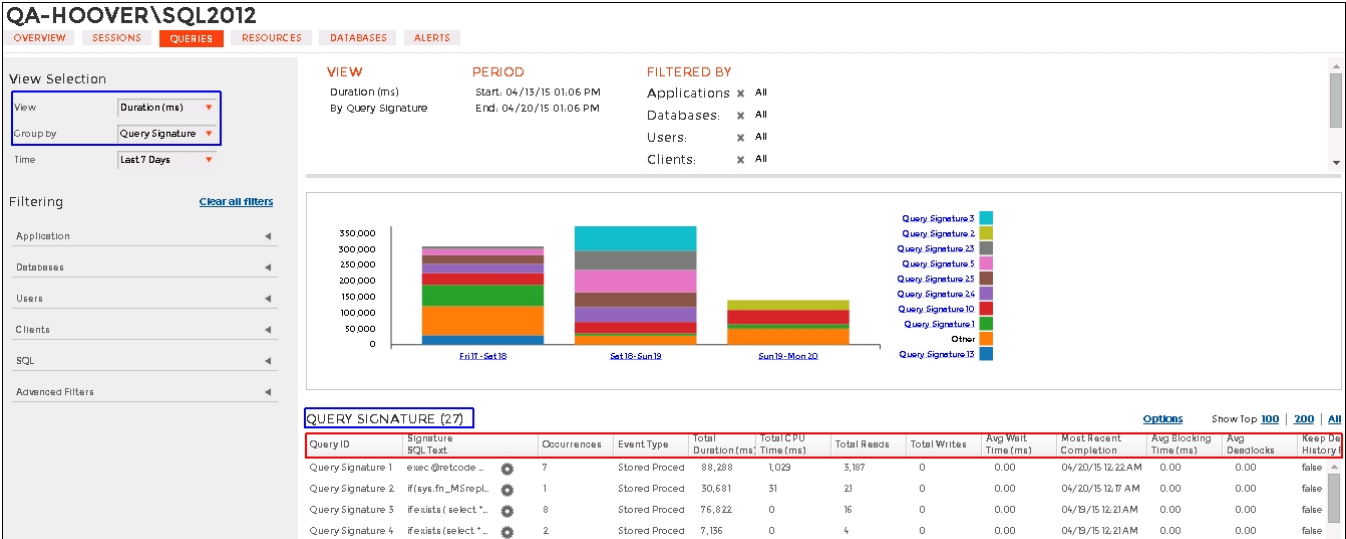 QA-HOOVER\SQL2012
OVERVIEW SESSIONS QUERIES RESOURCES DATABASES ALERTS
View Selection
View Duration (ms)
Group by Query Signature
Time Last 7 Days
Filtering Clear all filters
Application
Databases
Users
Clients
SQL
Advanced Filters
VIEW PERIOD FILTERED BY
Duration (ms) Start: 04/13/15 01:06 PM Applications x All
By Query Signature End: 04/20/15 01:06 PM
Databases: x All
Users: x All
Clients: x All
350,000
300,000
250,000
200,000
150,000
100,000
50,000
0
Fri 17 - Sat 18 Sat 18 - Sun 19 Sun 19 - Mon 20
Query Signature 3
Query Signature 2
Query Signature 23
Query Signature 5
Query Signature 25
Query Signature 24
Query Signature 10
Query Signature 1
Other
Query Signature 13
QUERY SIGNATURE (27) Options Show Top 100 | 200 | All
Query ID Signature SQL Text Occurrences Event Type Total Duration (ms) Total CPU Time (ms) Total Reads Total Writes Avg Wait Time (ms) Most Recent Completion Avg Blocking Time (ms) Avg Deadlocks Keep De History
Query Signature 1 exec @retcode ... 7 Stored Proced 88,288 1,029 3,187 0 0.00 04/20/15 12:22 AM 0.00 0.00 false
Query Signature 2 if (sys.fn_MSrepl... 1 Stored Proced 30,681 31 21 0 0.00 04/20/15 12:17 AM 0.00 0.00 false
Query Signature 3 if exists ( select *... 8 Stored Proced 76,822 0 16 0 0.00 04/19/15 12:21 AM 0.00 0.00 false
Query Signature 4 if exists (select *... 2 Stored Proced 7,136 0 4 0 0.00 04/19/15 12:21 AM 0.00 0.00 false